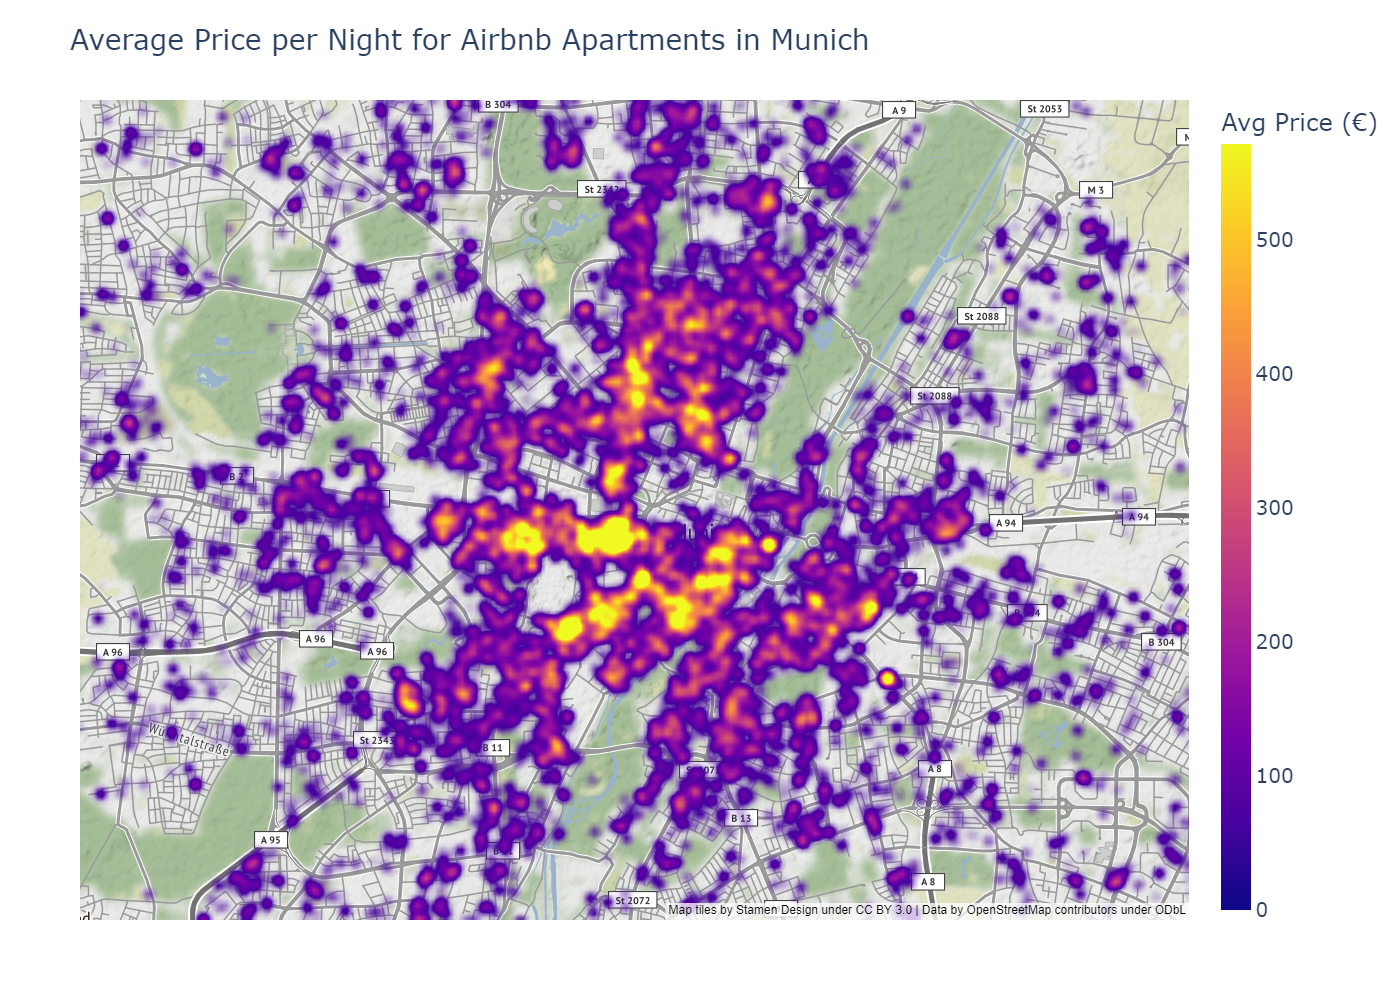 Average Price per Night for Airbnb Apartments in Munich
Avg Price (€)
500
400
300
200
100
0
B 304
A 9
St 2053
St 2342
M 3
St 2088
St 2088
B 2
A 94
A 94
A 96
A 96
A 96
B 304
B 304
Würmtalstraße
St 2343
B 11
A 8
B 13
A 95
A 8
St 2072
Map tiles by Stamen Design under CC BY 3.0 | Data by OpenStreetMap contributors under ODbL